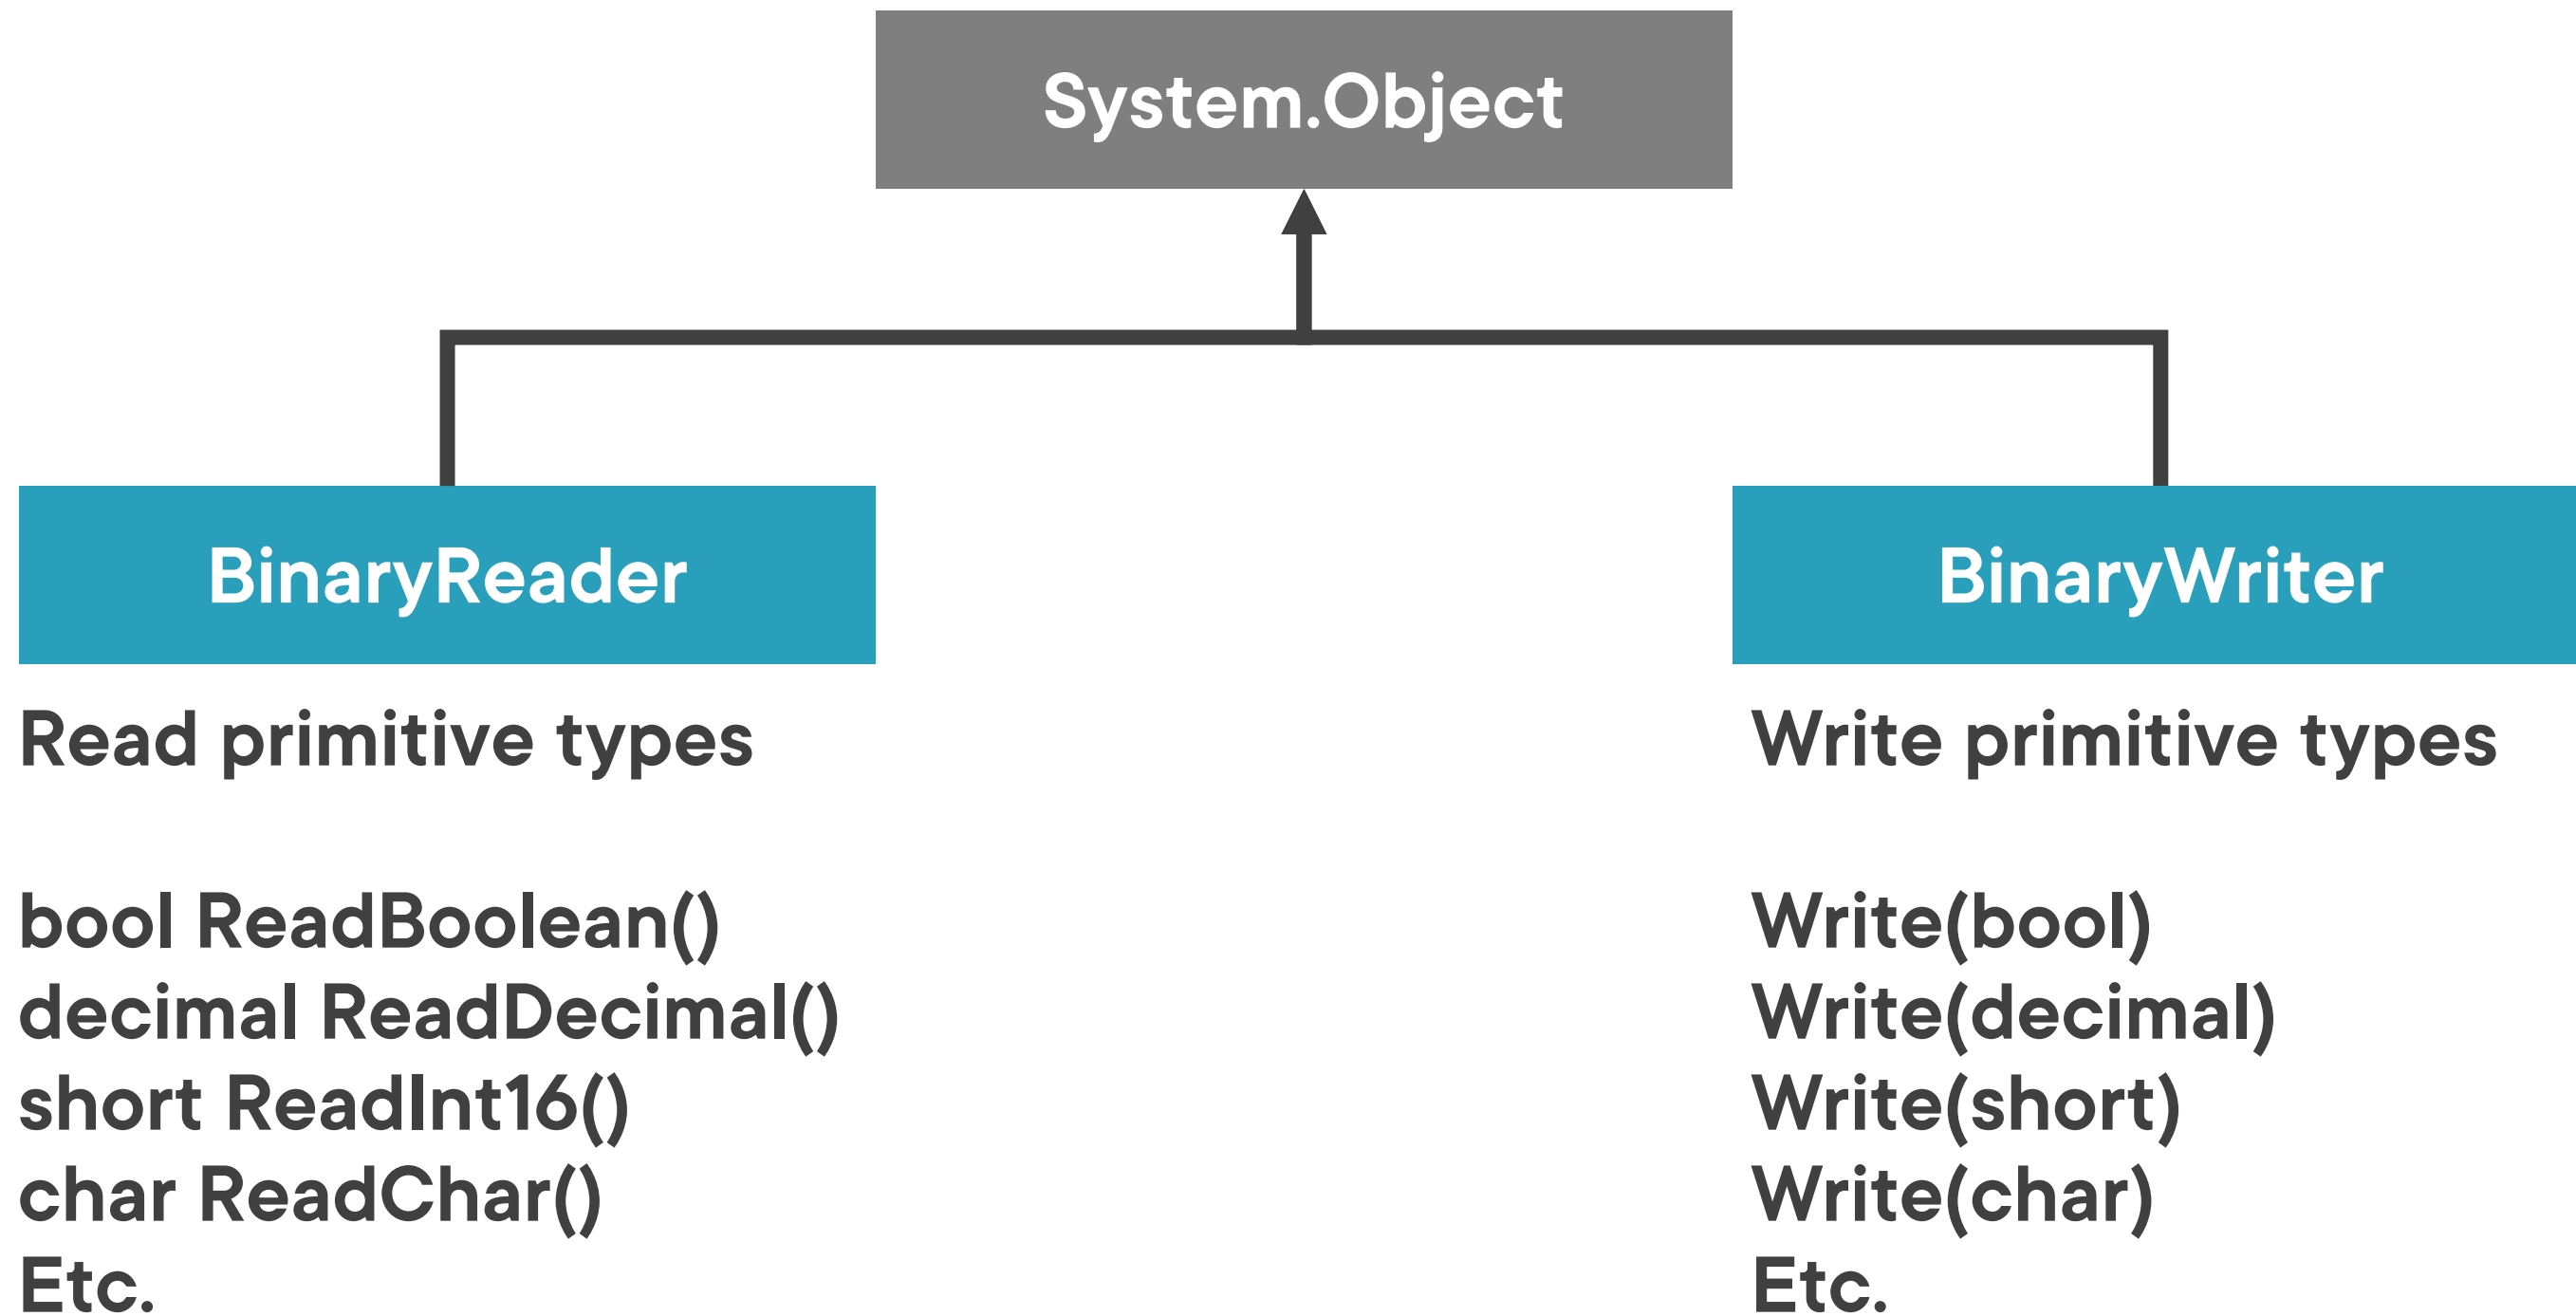 System.Object
BinaryReader
Read primitive types
bool ReadBoolean()
decimal ReadDecimal()
short ReadInt16()
char ReadChar()
Etc.
BinaryWriter
Write primitive types
Write(bool)
Write(decimal)
Write(short)
Write(char)
Etc.